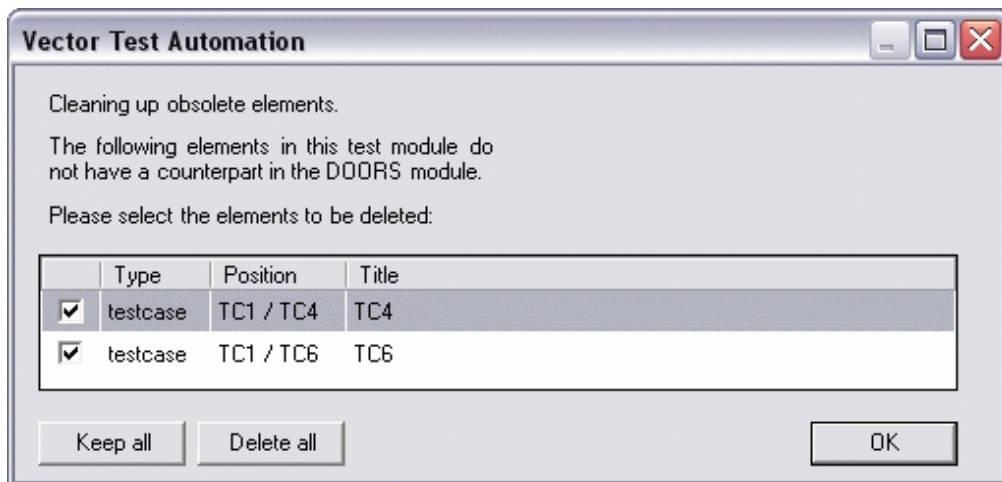 Vector Test Automation
Cleaning up obsolete elements.
The following elements in this test module do
not have a counterpart in the DOORS module.
Please select the elements to be deleted:
Type Position Title
testcase TC1 / TC4 TC4
testcase TC1 / TC6 TC6
Keep all Delete all OK